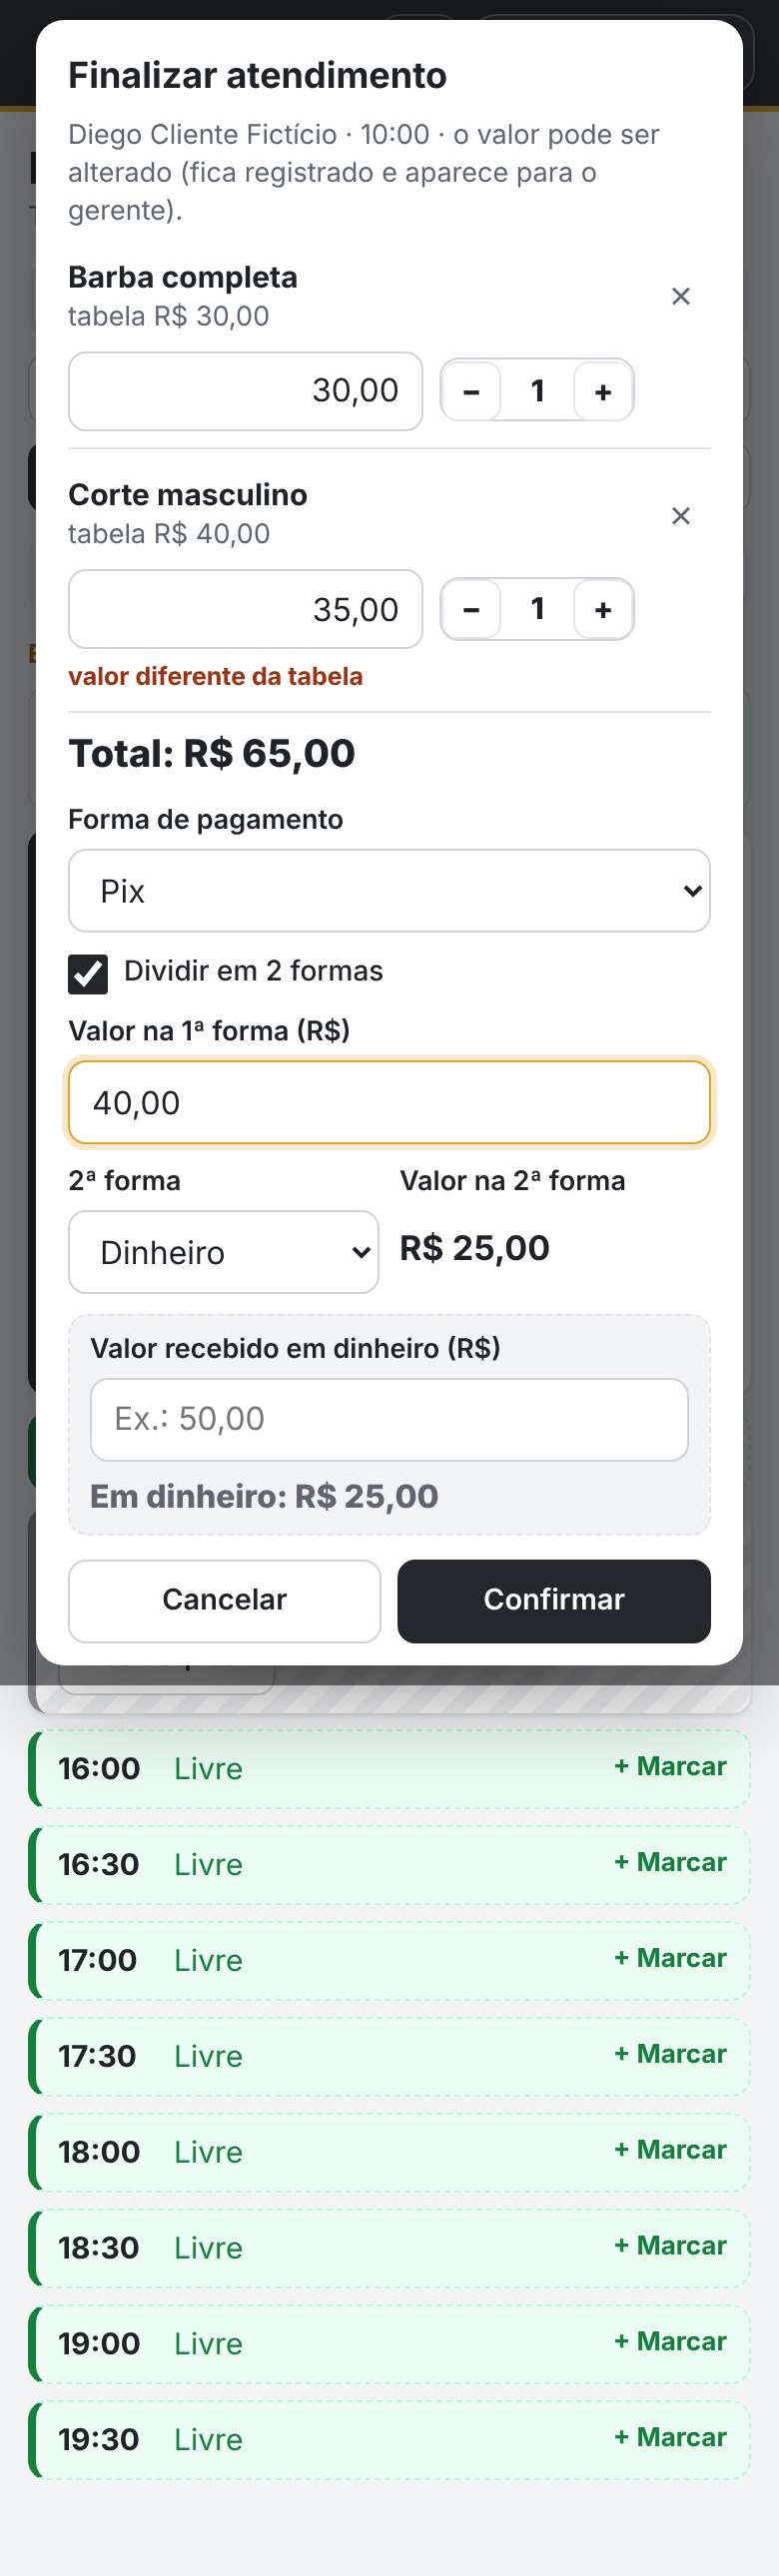 Finalizar atendimento
Diego Cliente Fictício · 10:00 · o valor pode ser
alterado (fica registrado e aparece para o
gerente).
Barba completa
tabela R$ 30,00
×
30,00
− 1 +
Corte masculino
tabela R$ 40,00
×
35,00
− 1 +
valor diferente da tabela
Total: R$ 65,00
Forma de pagamento
Pix
Dividir em 2 formas
Valor na 1ª forma (R$)
40,00
2ª forma
Valor na 2ª forma
Dinheiro
R$ 25,00
Valor recebido em dinheiro (R$)
Ex.: 50,00
Em dinheiro: R$ 25,00
Cancelar
Confirmar
16:00 Livre + Marcar
16:30 Livre + Marcar
17:00 Livre + Marcar
17:30 Livre + Marcar
18:00 Livre + Marcar
18:30 Livre + Marcar
19:00 Livre + Marcar
19:30 Livre + Marcar